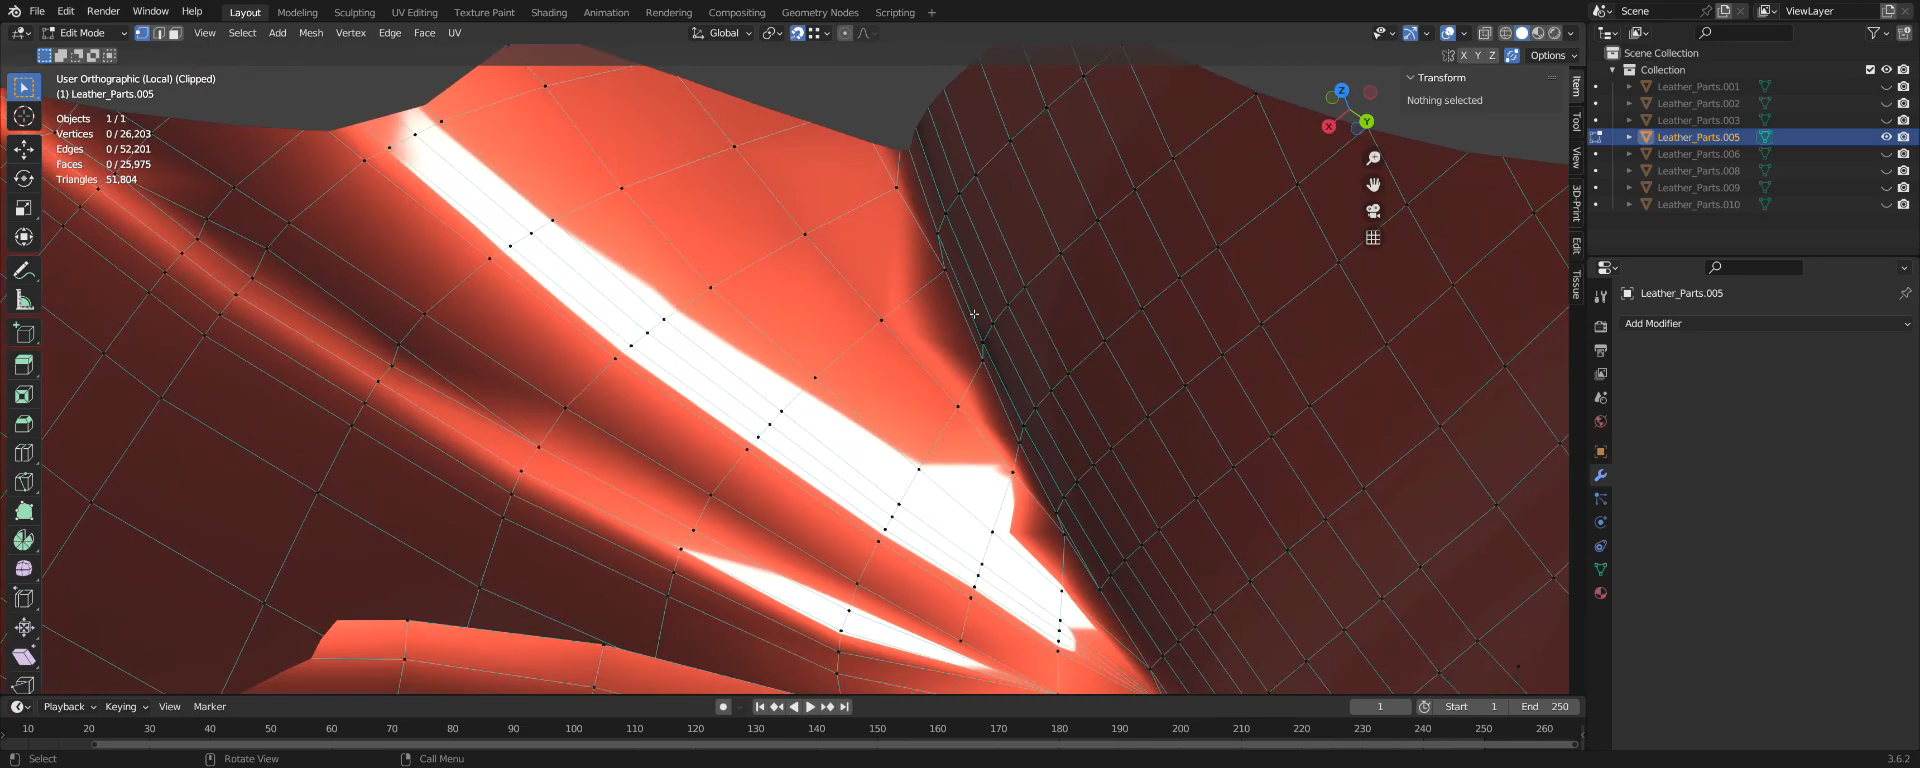 File Edit Render Window Help Layout Modeling Sculpting UV Editing Texture Paint Shading Animation Rendering Compositing Geometry Nodes Scripting + Scene ViewLayer
Edit Mode View Select Add Mesh Vertex Edge Face UV Global
X Y Z Options
User Orthographic (Local) (Clipped)
(1) Leather_Parts.005
Objects 1 / 1
Vertices 0 / 26,203
Edges 0 / 52,201
Faces 0 / 25,975
Triangles 51,804
Transform
Nothing selected
Z
X
Y
Item
Tool
View
3D-Print
Edit
Tissue
Scene Collection
Collection
Leather_Parts.001
Leather_Parts.002
Leather_Parts.003
Leather_Parts.005
Leather_Parts.006
Leather_Parts.008
Leather_Parts.009
Leather_Parts.010
Leather_Parts.005
Add Modifier
Playback Keying View Marker 1 Start 1 End 250
10 20 30 40 50 60 70 80 90 100 110 120 130 140 150 160 170 180 190 200 210 220 230 240 250 260
Select Rotate View Call Menu 3.6.2